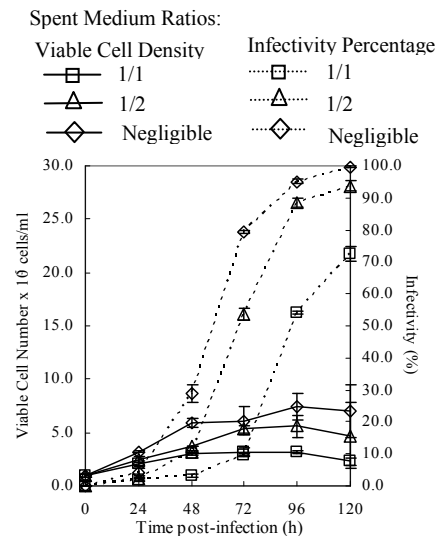 Spent Medium Ratios:
Viable Cell Density
Infectivity Percentage
1/1
1/2
Negligible
1/1
1/2
Negligible
30.0
25.0
20.0
15.0
10.0
5.0
0.0
100.0
90.0
80.0
70.0
60.0
50.0
40.0
30.0
20.0
10.0
0.0
0 24 48 72 96 120
Viable Cell Number x 10⁶ cells/ml
Infectivity (%)
Time post-infection (h)